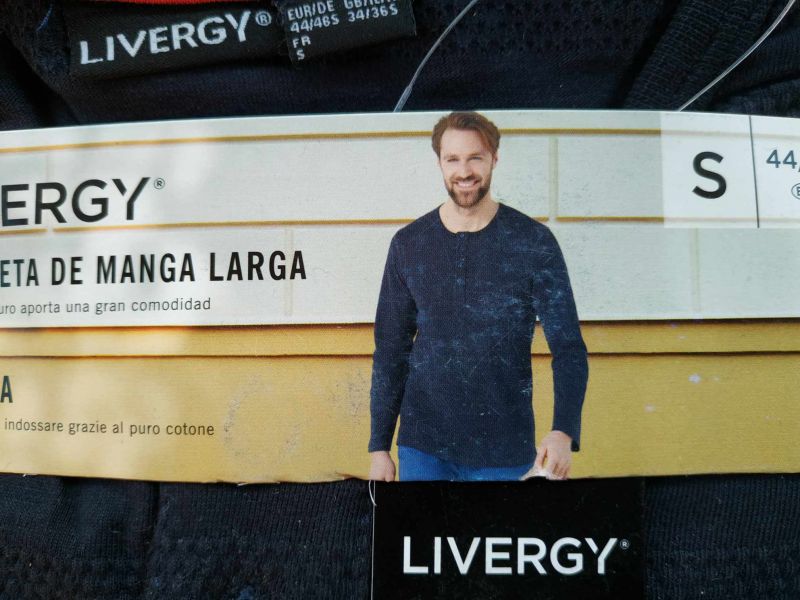 LIVERGY®
EUR/DE
44/46S 34/36S
FR
S
ERGY®
ETA DE MANGA LARGA
uro aporta una gran comodidad
A
indossare grazie al puro cotone
S
44/
LIVERGY®